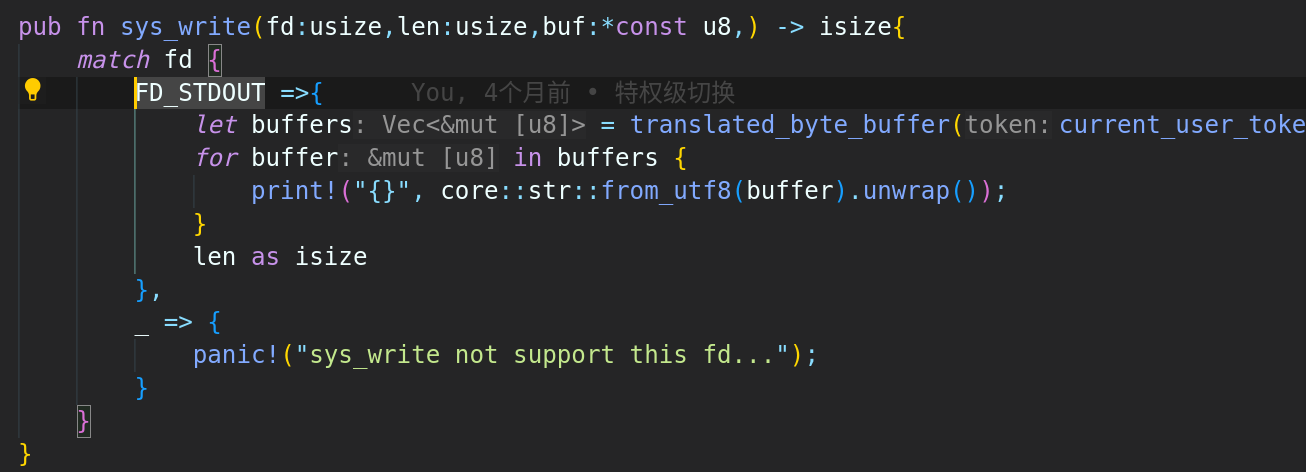 pub fn sys_write(fd:usize,len:usize,buf:*const u8,) -> isize{
match fd {
FD_STDOUT =>{ You, 4个月前 • 特权级切换
let buffers: Vec<&mut [u8]> = translated_byte_buffer(token: current_user_toke
for buffer: &mut [u8] in buffers {
print!("{}", core::str::from_utf8(buffer).unwrap());
}
len as isize
},
_ => {
panic!("sys_write not support this fd...");
}
}
}